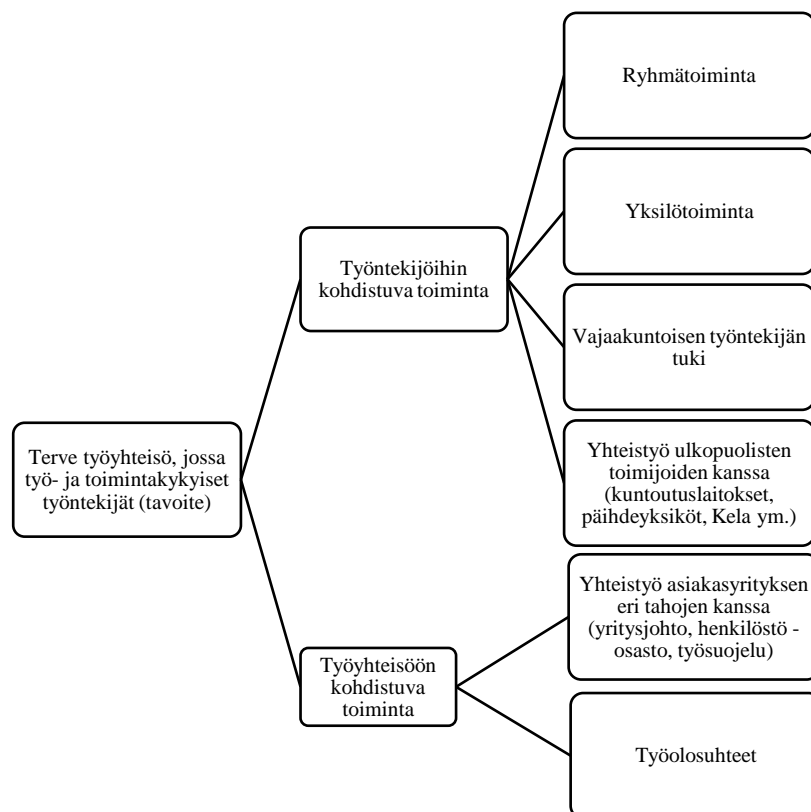 Ryhmätoiminta
Yksilötoiminta
Työntekijöihin
kohdistuva toiminta
Vajaakuntoisen työntekijän
tuki
Terve työyhteisö, jossa
työ- ja toimintakykyiset
työntekijät (tavoite)
Yhteistyö ulkopuolisten
toimijoiden kanssa
(kuntoutuslaitokset,
päihdeyksiköt, Kela ym.)
Yhteistyö asiakasyrityksen
eri tahojen kanssa
(yritysjohto, henkilöstö -
osasto, työsuojelu)
Työyhteisöön
kohdistuva
toiminta
Työolosuhteet